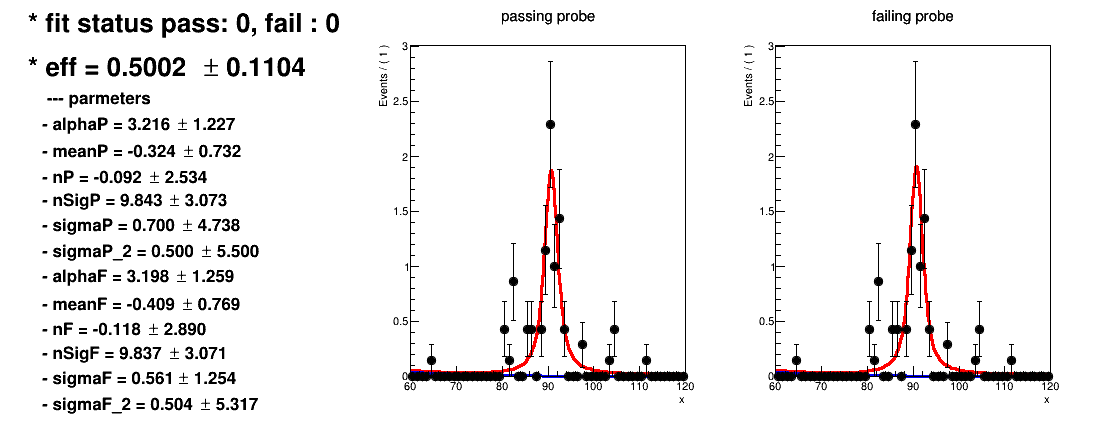 * fit status pass: 0, fail : 0
* eff = 0.5002 ± 0.1104
--- parmeters
- alphaP = 3.216 ± 1.227
- meanP = -0.324 ± 0.732
- nP = -0.092 ± 2.534
- nSigP = 9.843 ± 3.073
- sigmaP = 0.700 ± 4.738
- sigmaP_2 = 0.500 ± 5.500
- alphaF = 3.198 ± 1.259
- meanF = -0.409 ± 0.769
- nF = -0.118 ± 2.890
- nSigF = 9.837 ± 3.071
- sigmaF = 0.561 ± 1.254
- sigmaF_2 = 0.504 ± 5.317
passing probe
Events / ( 1 )
3
2.5
2
1.5
1
0.5
0
60 70 80 90 100 110 120
x
failing probe
Events / ( 1 )
3
2.5
2
1.5
1
0.5
0
60 70 80 90 100 110 120
x